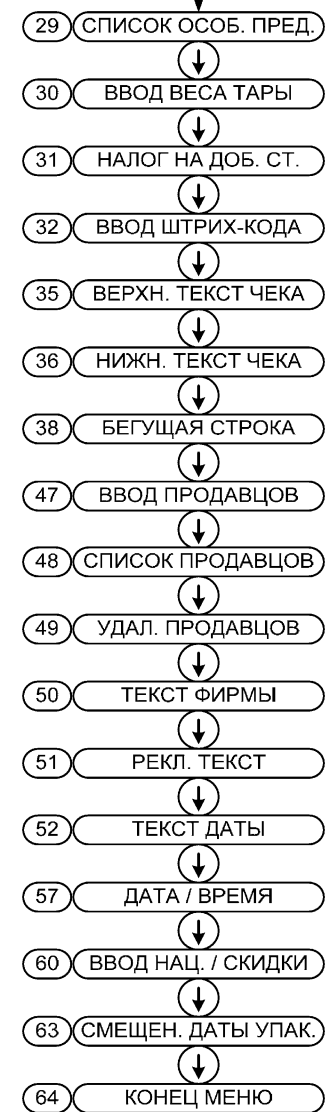 29 СПИСОК ОСОБ. ПРЕД.
30 ВВОД ВЕСА ТАРЫ
31 НАЛОГ НА ДОБ. СТ.
32 ВВОД ШТРИХ-КОДА
35 ВЕРХН. ТЕКСТ ЧЕКА
36 НИЖН. ТЕКСТ ЧЕКА
38 БЕГУЩАЯ СТРОКА
47 ВВОД ПРОДАВЦОВ
48 СПИСОК ПРОДАВЦОВ
49 УДАЛ. ПРОДАВЦОВ
50 ТЕКСТ ФИРМЫ
51 РЕКЛ. ТЕКСТ
52 ТЕКСТ ДАТЫ
57 ДАТА / ВРЕМЯ
60 ВВОД НАЦ. / СКИДКИ
63 СМЕЩЕН. ДАТЫ УПАК.
64 КОНЕЦ МЕНЮ